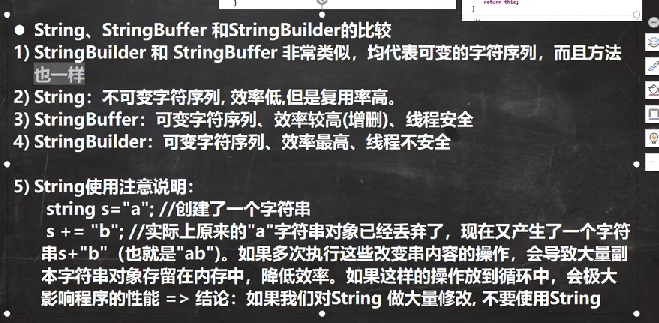 return this;
}
}
● String、StringBuffer 和StringBuilder的比较
1) StringBuilder 和 StringBuffer 非常类似，均代表可变的字符序列，而且方法
也一样
2) String：不可变字符序列, 效率低,但是复用率高。
3) StringBuffer：可变字符序列、效率较高(增删)、线程安全
4) StringBuilder：可变字符序列、效率最高、线程不安全
5) String使用注意说明：
string s="a"; //创建了一个字符串
s += "b"; //实际上原来的"a"字符串对象已经丢弃了，现在又产生了一个字符
串s+"b"（也就是"ab")。如果多次执行这些改变串内容的操作，会导致大量副
本字符串对象存留在内存中，降低效率。如果这样的操作放到循环中，会极大
影响程序的性能 => 结论：如果我们对String 做大量修改, 不要使用String